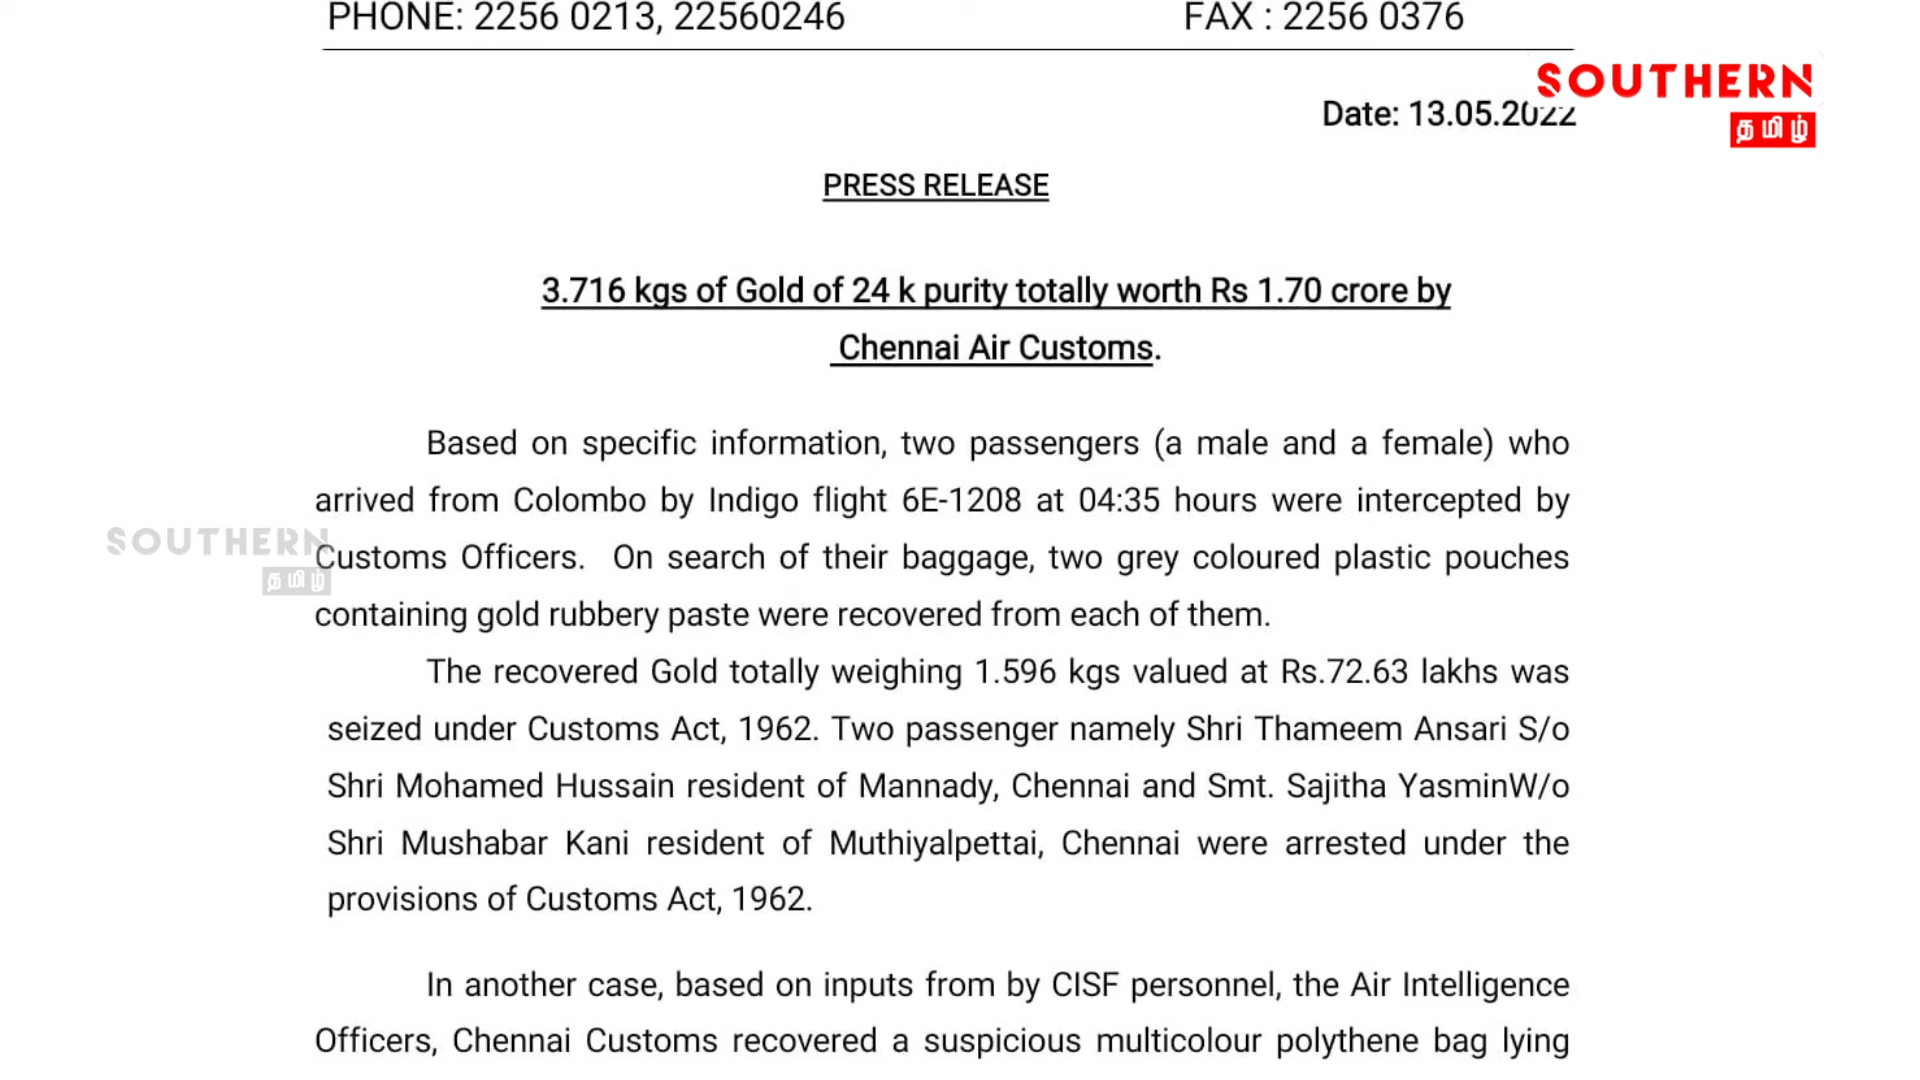 PHONE: 2256 0213, 22560246 FAX : 2256 0376
SOUTHERN
தமிழ்
Date: 13.05.2022
PRESS RELEASE
3.716 kgs of Gold of 24 k purity totally worth Rs 1.70 crore by
Chennai Air Customs.
Based on specific information, two passengers (a male and a female) who
arrived from Colombo by Indigo flight 6E-1208 at 04:35 hours were intercepted by
SOUTHERN
தமிழ்
Customs Officers. On search of their baggage, two grey coloured plastic pouches
containing gold rubbery paste were recovered from each of them.
The recovered Gold totally weighing 1.596 kgs valued at Rs.72.63 lakhs was
seized under Customs Act, 1962. Two passenger namely Shri Thameem Ansari S/o
Shri Mohamed Hussain resident of Mannady, Chennai and Smt. Sajitha YasminW/o
Shri Mushabar Kani resident of Muthiyalpettai, Chennai were arrested under the
provisions of Customs Act, 1962.
In another case, based on inputs from by CISF personnel, the Air Intelligence
Officers, Chennai Customs recovered a suspicious multicolour polythene bag lying